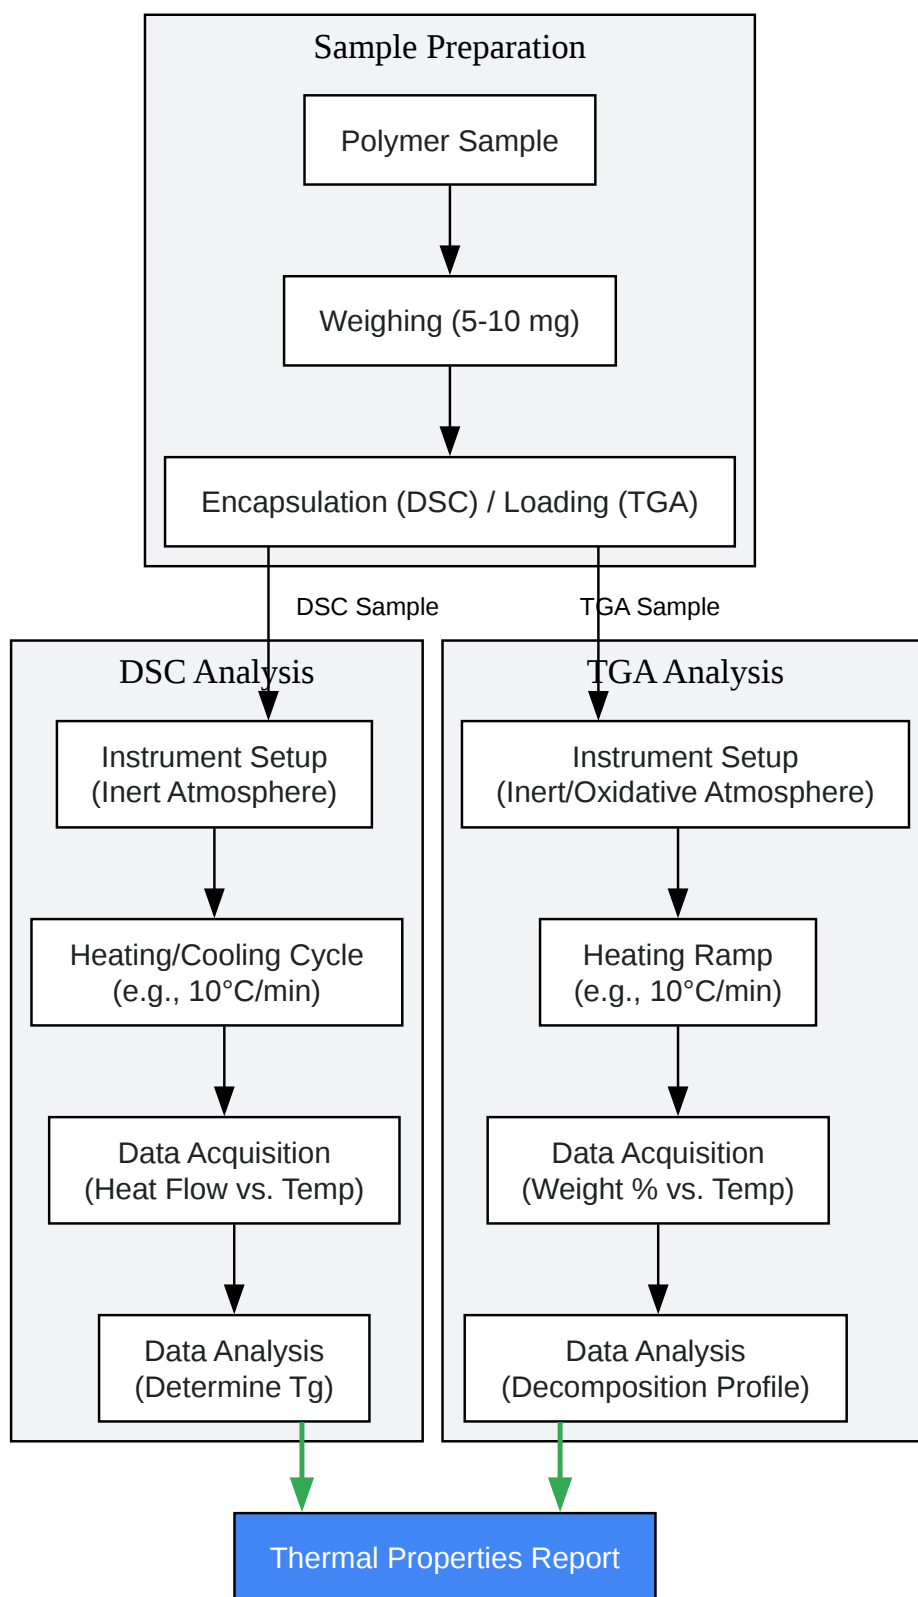 Sample Preparation
Polymer Sample
Weighing (5-10 mg)
Encapsulation (DSC) / Loading (TGA)
DSC Sample
TGA Sample
DSC Analysis
Instrument Setup
(Inert Atmosphere)
Heating/Cooling Cycle
(e.g., 10°C/min)
Data Acquisition
(Heat Flow vs. Temp)
Data Analysis
(Determine Tg)
TGA Analysis
Instrument Setup
(Inert/Oxidative Atmosphere)
Heating Ramp
(e.g., 10°C/min)
Data Acquisition
(Weight % vs. Temp)
Data Analysis
(Decomposition Profile)
Thermal Properties Report